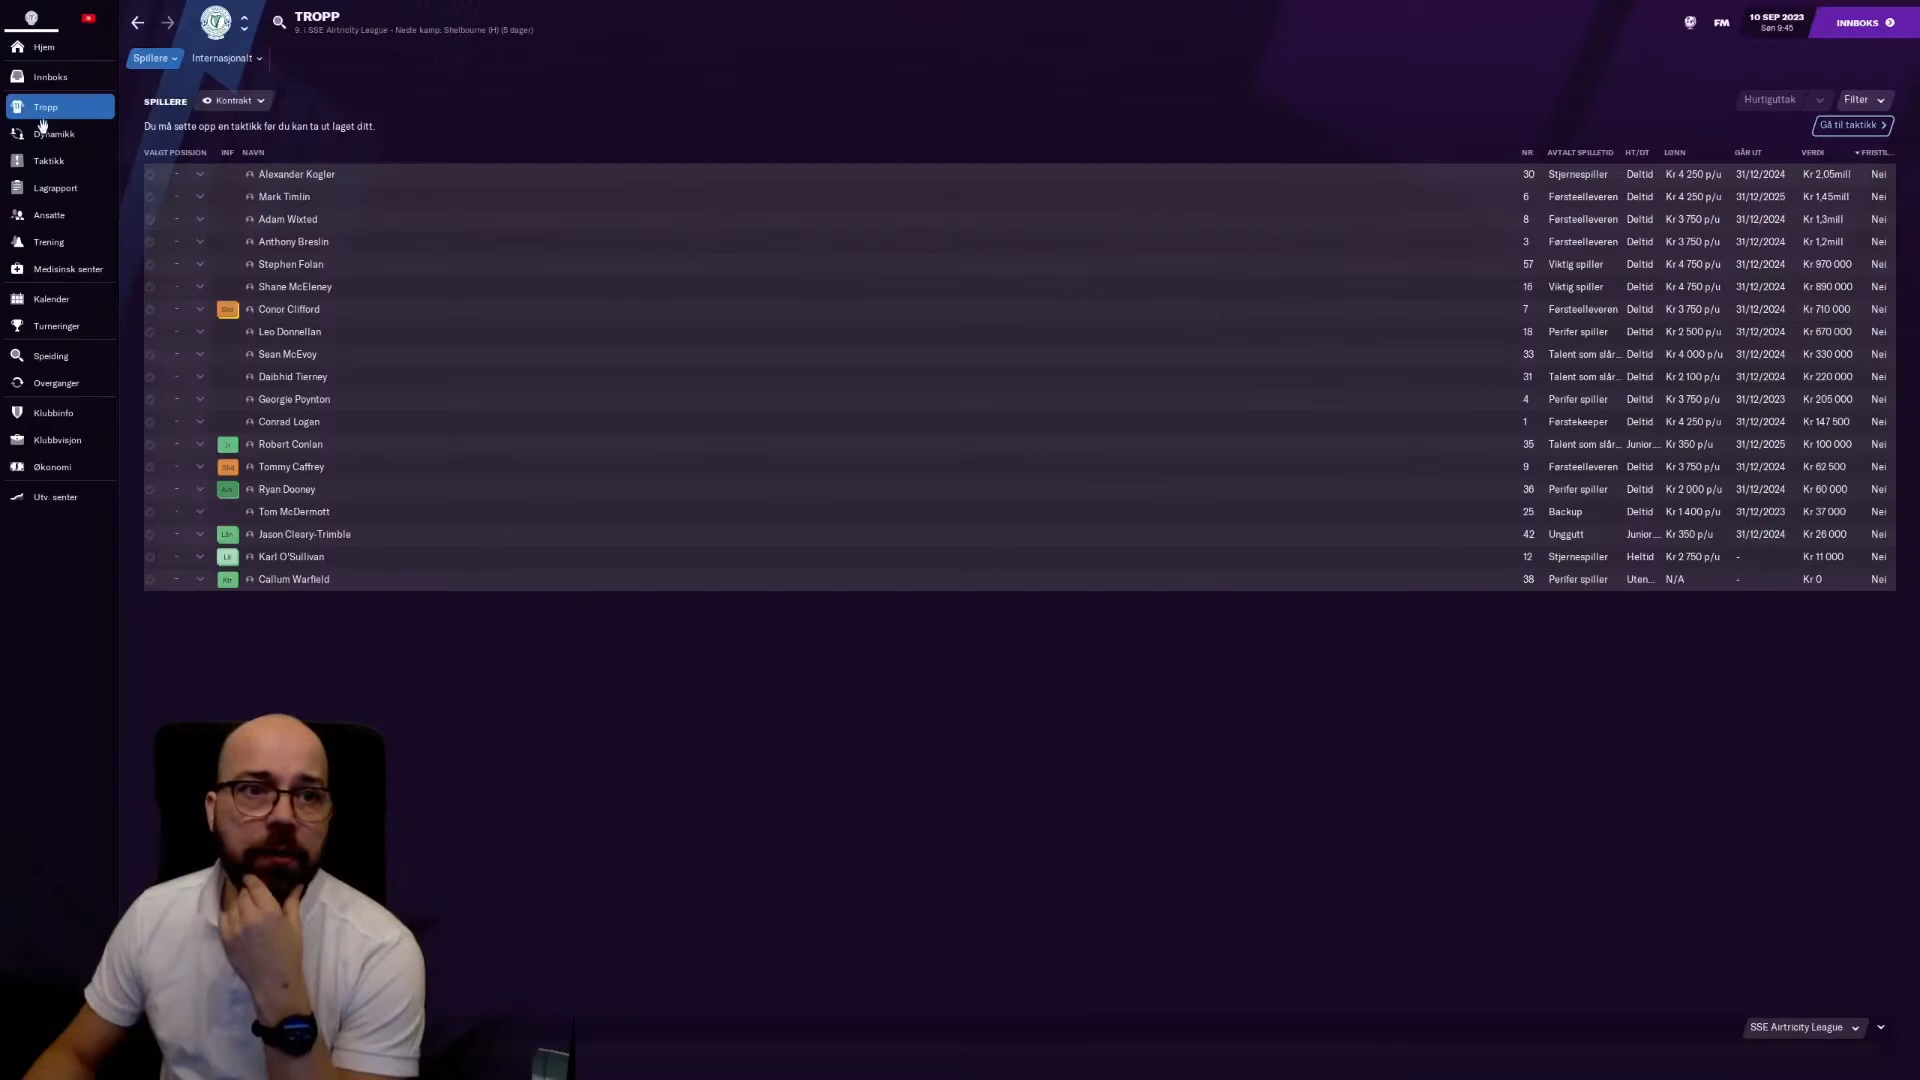 TROPP
9. i SSE Airtricity League - Neste kamp: Shelbourne (H) (5 dager)
FM
10 SEP 2023
Søn 9:45
INNBOKS
Hjem
Innboks
Tropp
Dynamikk
Taktikk
Lagrapport
Ansatte
Trening
Medisinsk senter
Kalender
Turneringer
Speiding
Overganger
Klubbinfo
Klubbvisjon
Økonomi
Utv. senter
Spillere
Internasjonalt
SPILLERE
Kontrakt
Hurtiguttak
Filter
Du må sette opp en taktikk før du kan ta ut laget ditt.
Gå til taktikk
VALGT POSISJON INF NAVN NR. AVTALT SPILLETID HT/DT LØNN GÅR UT VERDI FRISTIL...
- Alexander Kogler 30 Stjernespiller Deltid Kr 4 250 p/u 31/12/2024 Kr 2,05mill Nei
- Mark Timlin 6 Førsteelleveren Deltid Kr 4 250 p/u 31/12/2025 Kr 1,45mill Nei
- Adam Wixted 8 Førsteelleveren Deltid Kr 3 750 p/u 31/12/2024 Kr 1,3mill Nei
- Anthony Breslin 3 Førsteelleveren Deltid Kr 3 750 p/u 31/12/2024 Kr 1,2mill Nei
- Stephen Folan 57 Viktig spiller Deltid Kr 4 750 p/u 31/12/2024 Kr 970 000 Nei
- Shane McEleney 16 Viktig spiller Deltid Kr 4 750 p/u 31/12/2024 Kr 890 000 Nei
- Conor Clifford 7 Førsteelleveren Deltid Kr 3 750 p/u 31/12/2024 Kr 710 000 Nei
- Leo Donnellan 18 Perifer spiller Deltid Kr 2 500 p/u 31/12/2024 Kr 670 000 Nei
- Sean McEvoy 33 Talent som slår... Deltid Kr 4 000 p/u 31/12/2024 Kr 330 000 Nei
- Daibhid Tierney 31 Talent som slår... Deltid Kr 2 100 p/u 31/12/2024 Kr 220 000 Nei
- Georgie Poynton 4 Perifer spiller Deltid Kr 3 750 p/u 31/12/2023 Kr 205 000 Nei
- Conrad Logan 1 Førstekeeper Deltid Kr 4 250 p/u 31/12/2024 Kr 147 500 Nei
- Jr Robert Conlan 35 Talent som slår... Junior.... Kr 350 p/u 31/12/2025 Kr 100 000 Nei
- Tommy Caffrey 9 Førsteelleveren Deltid Kr 3 750 p/u 31/12/2024 Kr 62 500 Nei
- Ryan Dooney 36 Perifer spiller Deltid Kr 2 000 p/u 31/12/2024 Kr 60 000 Nei
- Tom McDermott 25 Backup Deltid Kr 1 400 p/u 31/12/2023 Kr 37 000 Nei
- Lån Jason Cleary-Trimble 42 Unggutt Junior.... Kr 350 p/u 31/12/2024 Kr 26 000 Nei
- Karl O'Sullivan 12 Stjernespiller Heltid Kr 2 750 p/u - Kr 11 000 Nei
- Callum Warfield 38 Perifer spiller Uten... N/A - Kr 0 Nei
SSE Airtricity League